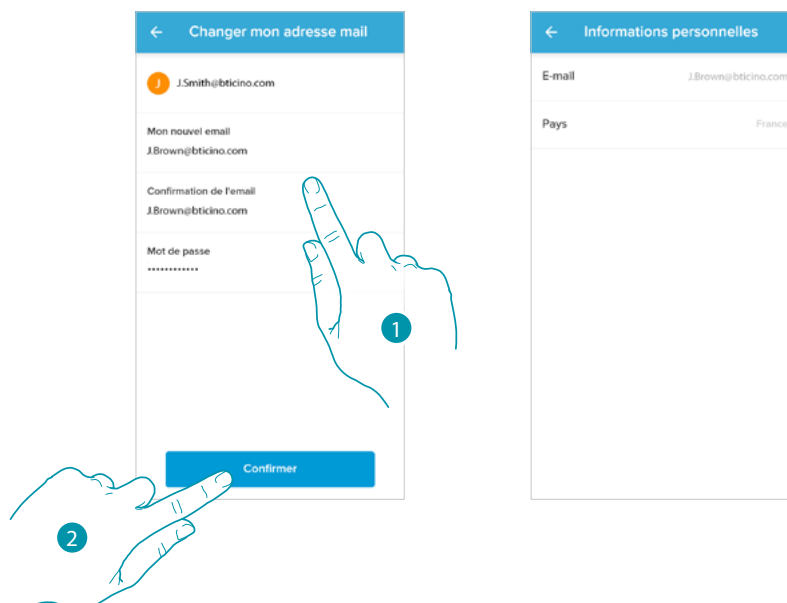 Changer mon adresse mail
J
J.Smith@bticino.com
Mon nouvel email
J.Brown@bticino.com
Confirmation de l'email
J.Brown@bticino.com
Mot de passe
************
1
Confirmer
2
Informations personnelles
E-mail
J.Brown@bticino.com
Pays
France